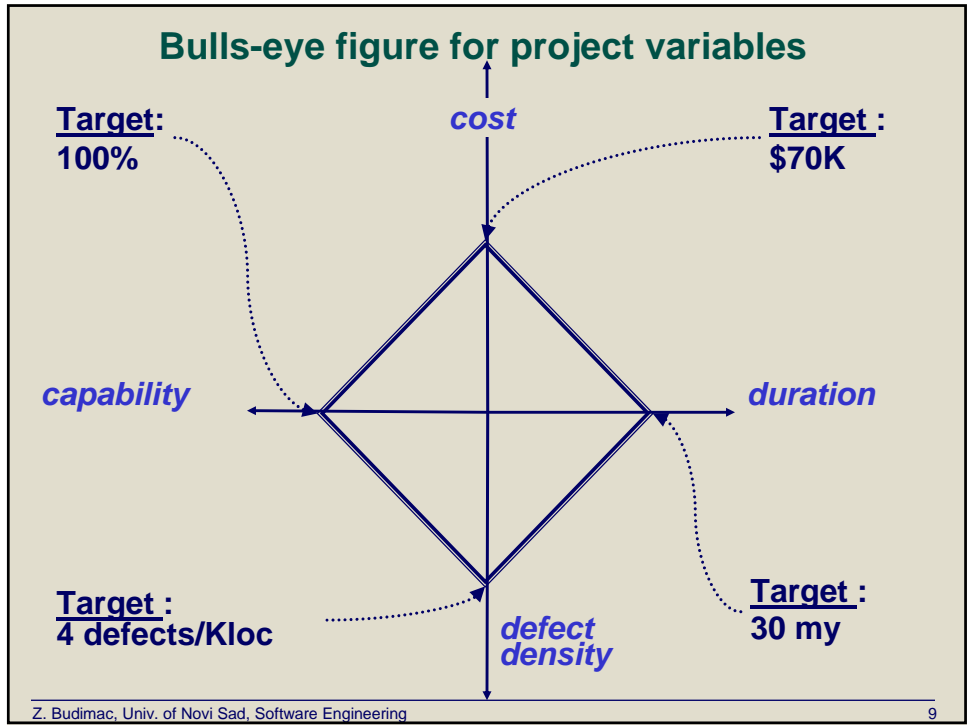 Bulls-eye figure for project variables
Target:
100%
cost
Target :
$70K
capability
duration
Target :
4 defects/Kloc
defect
density
Target :
30 my
Z. Budimac, Univ. of Novi Sad, Software Engineering
9